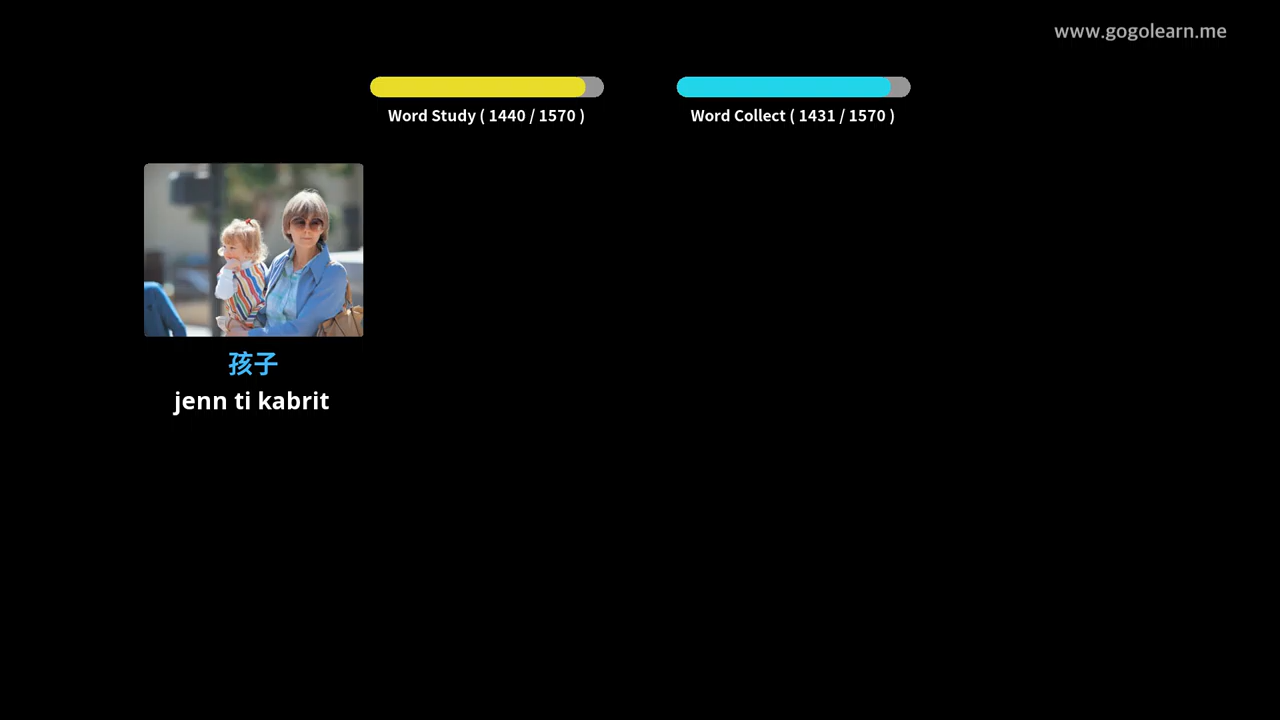 www.gogolearn.me
Word Study ( 1440 / 1570 )
Word Collect ( 1431 / 1570 )
孩子
jenn ti kabrit